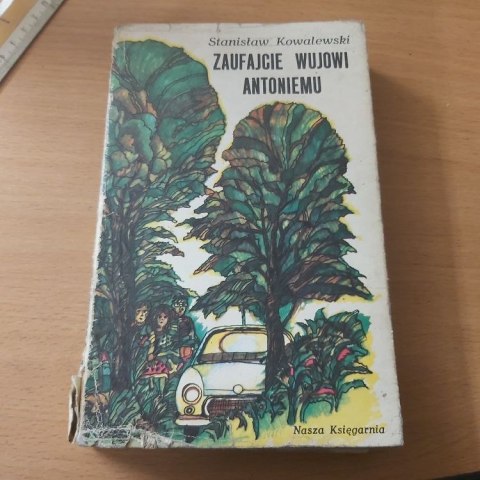 Stanisław Kowalewski
ZAUFAJCIE WUJOWI
ANTONIEMU
Nasza Księgarnia